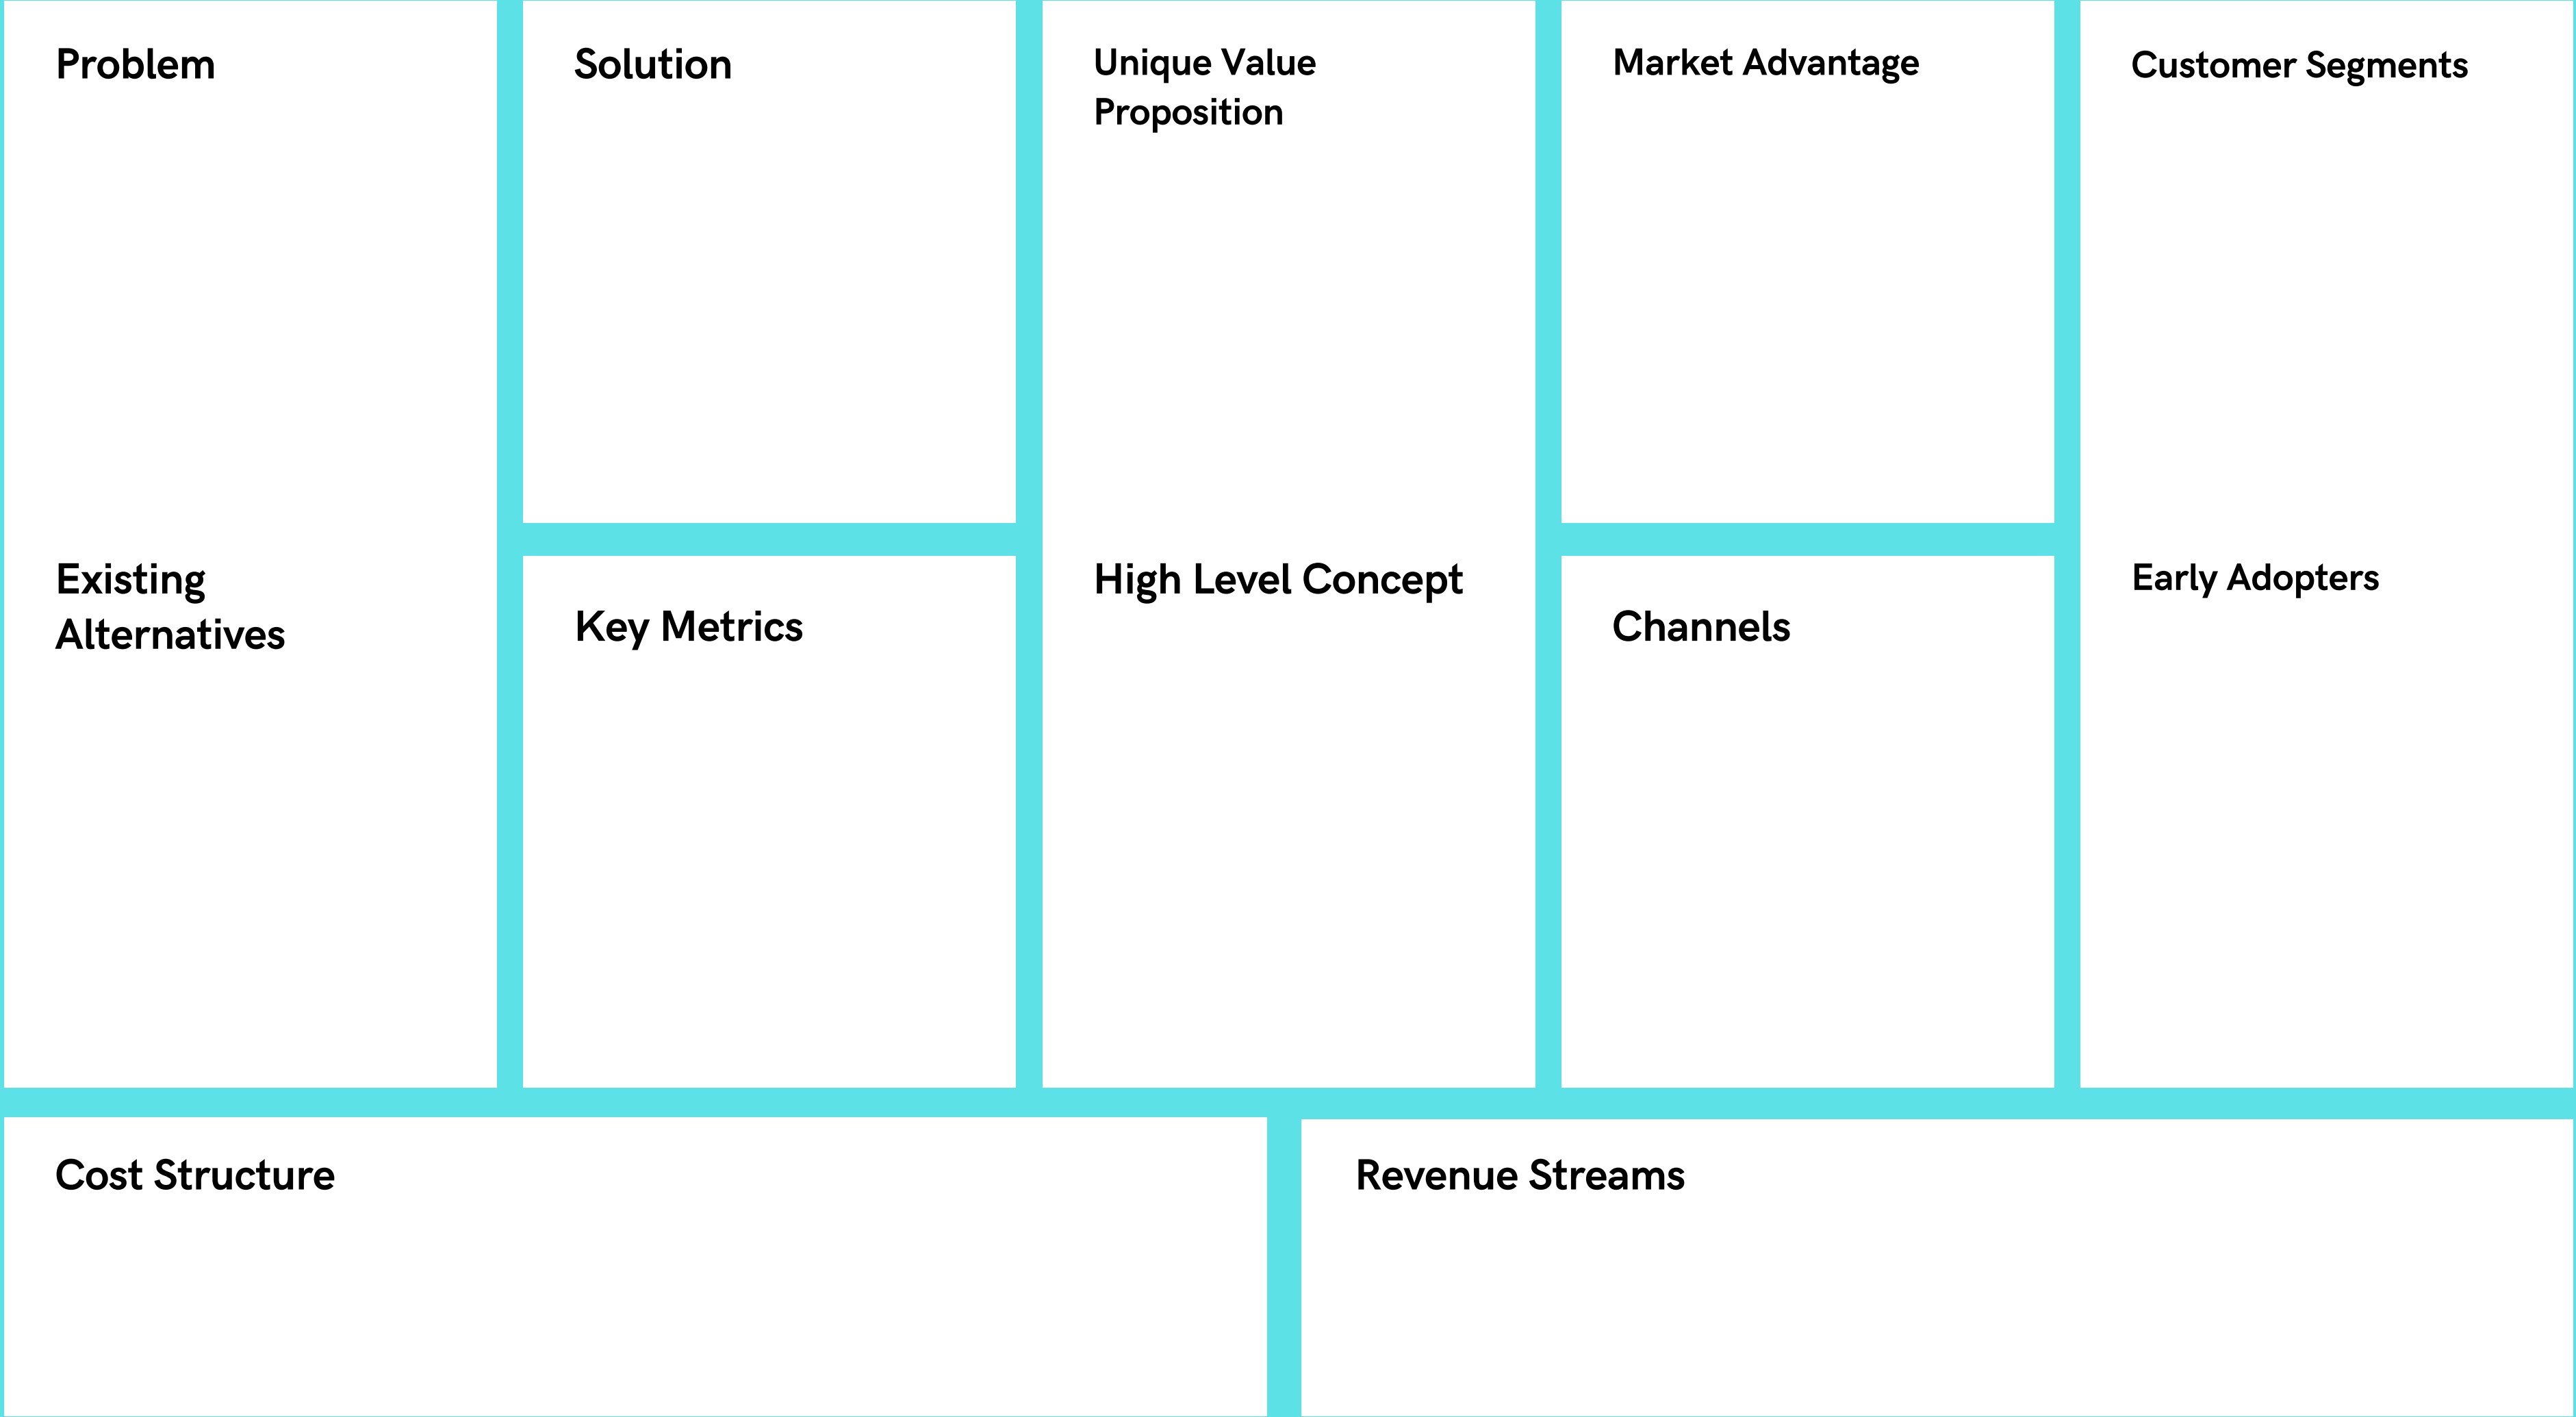 Problem
Existing
Alternatives
Solution
Key Metrics
Unique Value
Proposition
High Level Concept
Market Advantage
Channels
Customer Segments
Early Adopters
Cost Structure
Revenue Streams